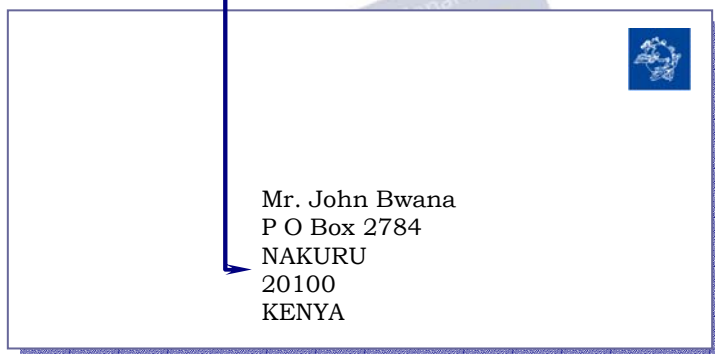 Mr. John Bwana
P O Box 2784
NAKURU
20100
KENYA